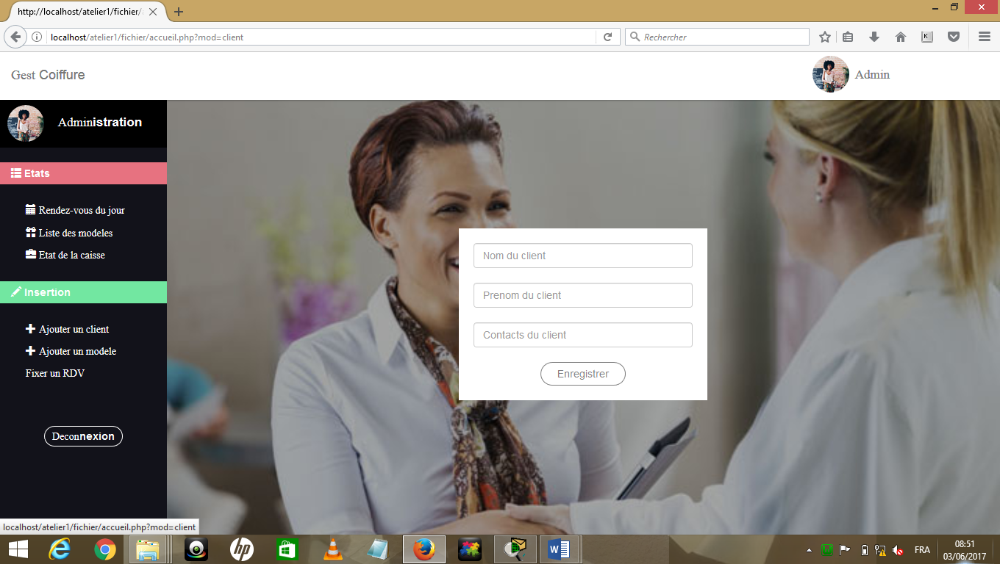 http://localhost/atelier1/fichier/ac
localhost/atelier1/fichier/accueil.php?mod=client
Rechercher
K
Gest Coiffure
Admin
Administration
Etats
Rendez-vous du jour
Liste des modeles
Etat de la caisse
Insertion
Ajouter un client
Ajouter un modele
Fixer un RDV
Deconnexion
Nom du client
Prenom du client
Contacts du client
Enregistrer
localhost/atelier1/fichier/accueil.php?mod=client
hp
W
FRA
08:51
03/06/2017